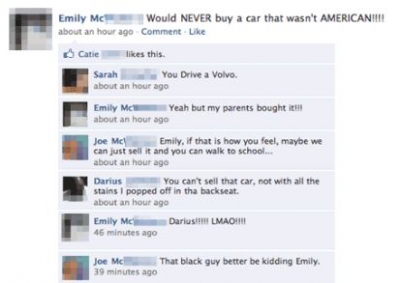 Emily Mc Would NEVER buy a car that wasn't AMERICAN!!!!
about an hour ago · Comment · Like
Catie likes this.
Sarah You Drive a Volvo.
about an hour ago
Emily Mc Yeah but my parents bought it!!!
about an hour ago
Joe Mc Emily, if that is how you feel, maybe we
can just sell it and you can walk to school...
about an hour ago
Darius You can't sell that car, not with all the
stains I popped off in tha backseat.
about an hour ago
Emily Mc Darius!!!!! LMAO!!!!
46 minutes ago
Joe Mc That black guy better be kidding Emily.
39 minutes ago